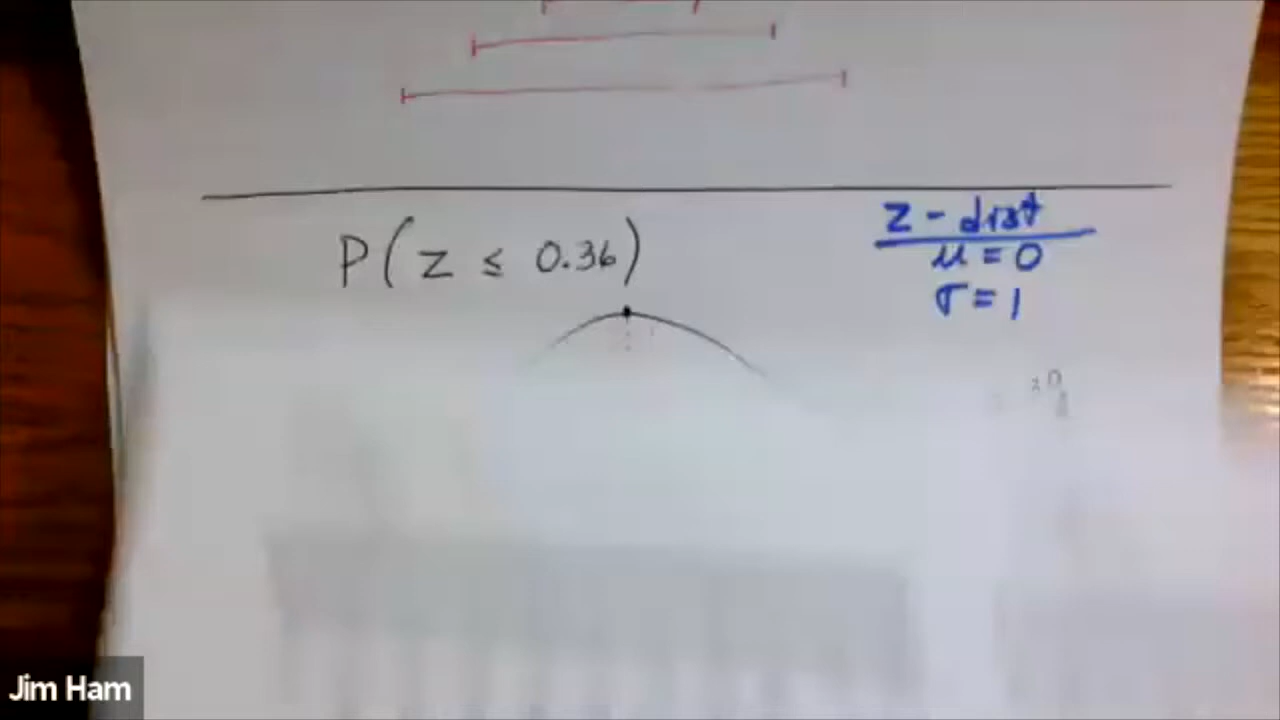 P(z ≤ 0.36)
z - dist
μ = 0
σ = 1
Jim Ham